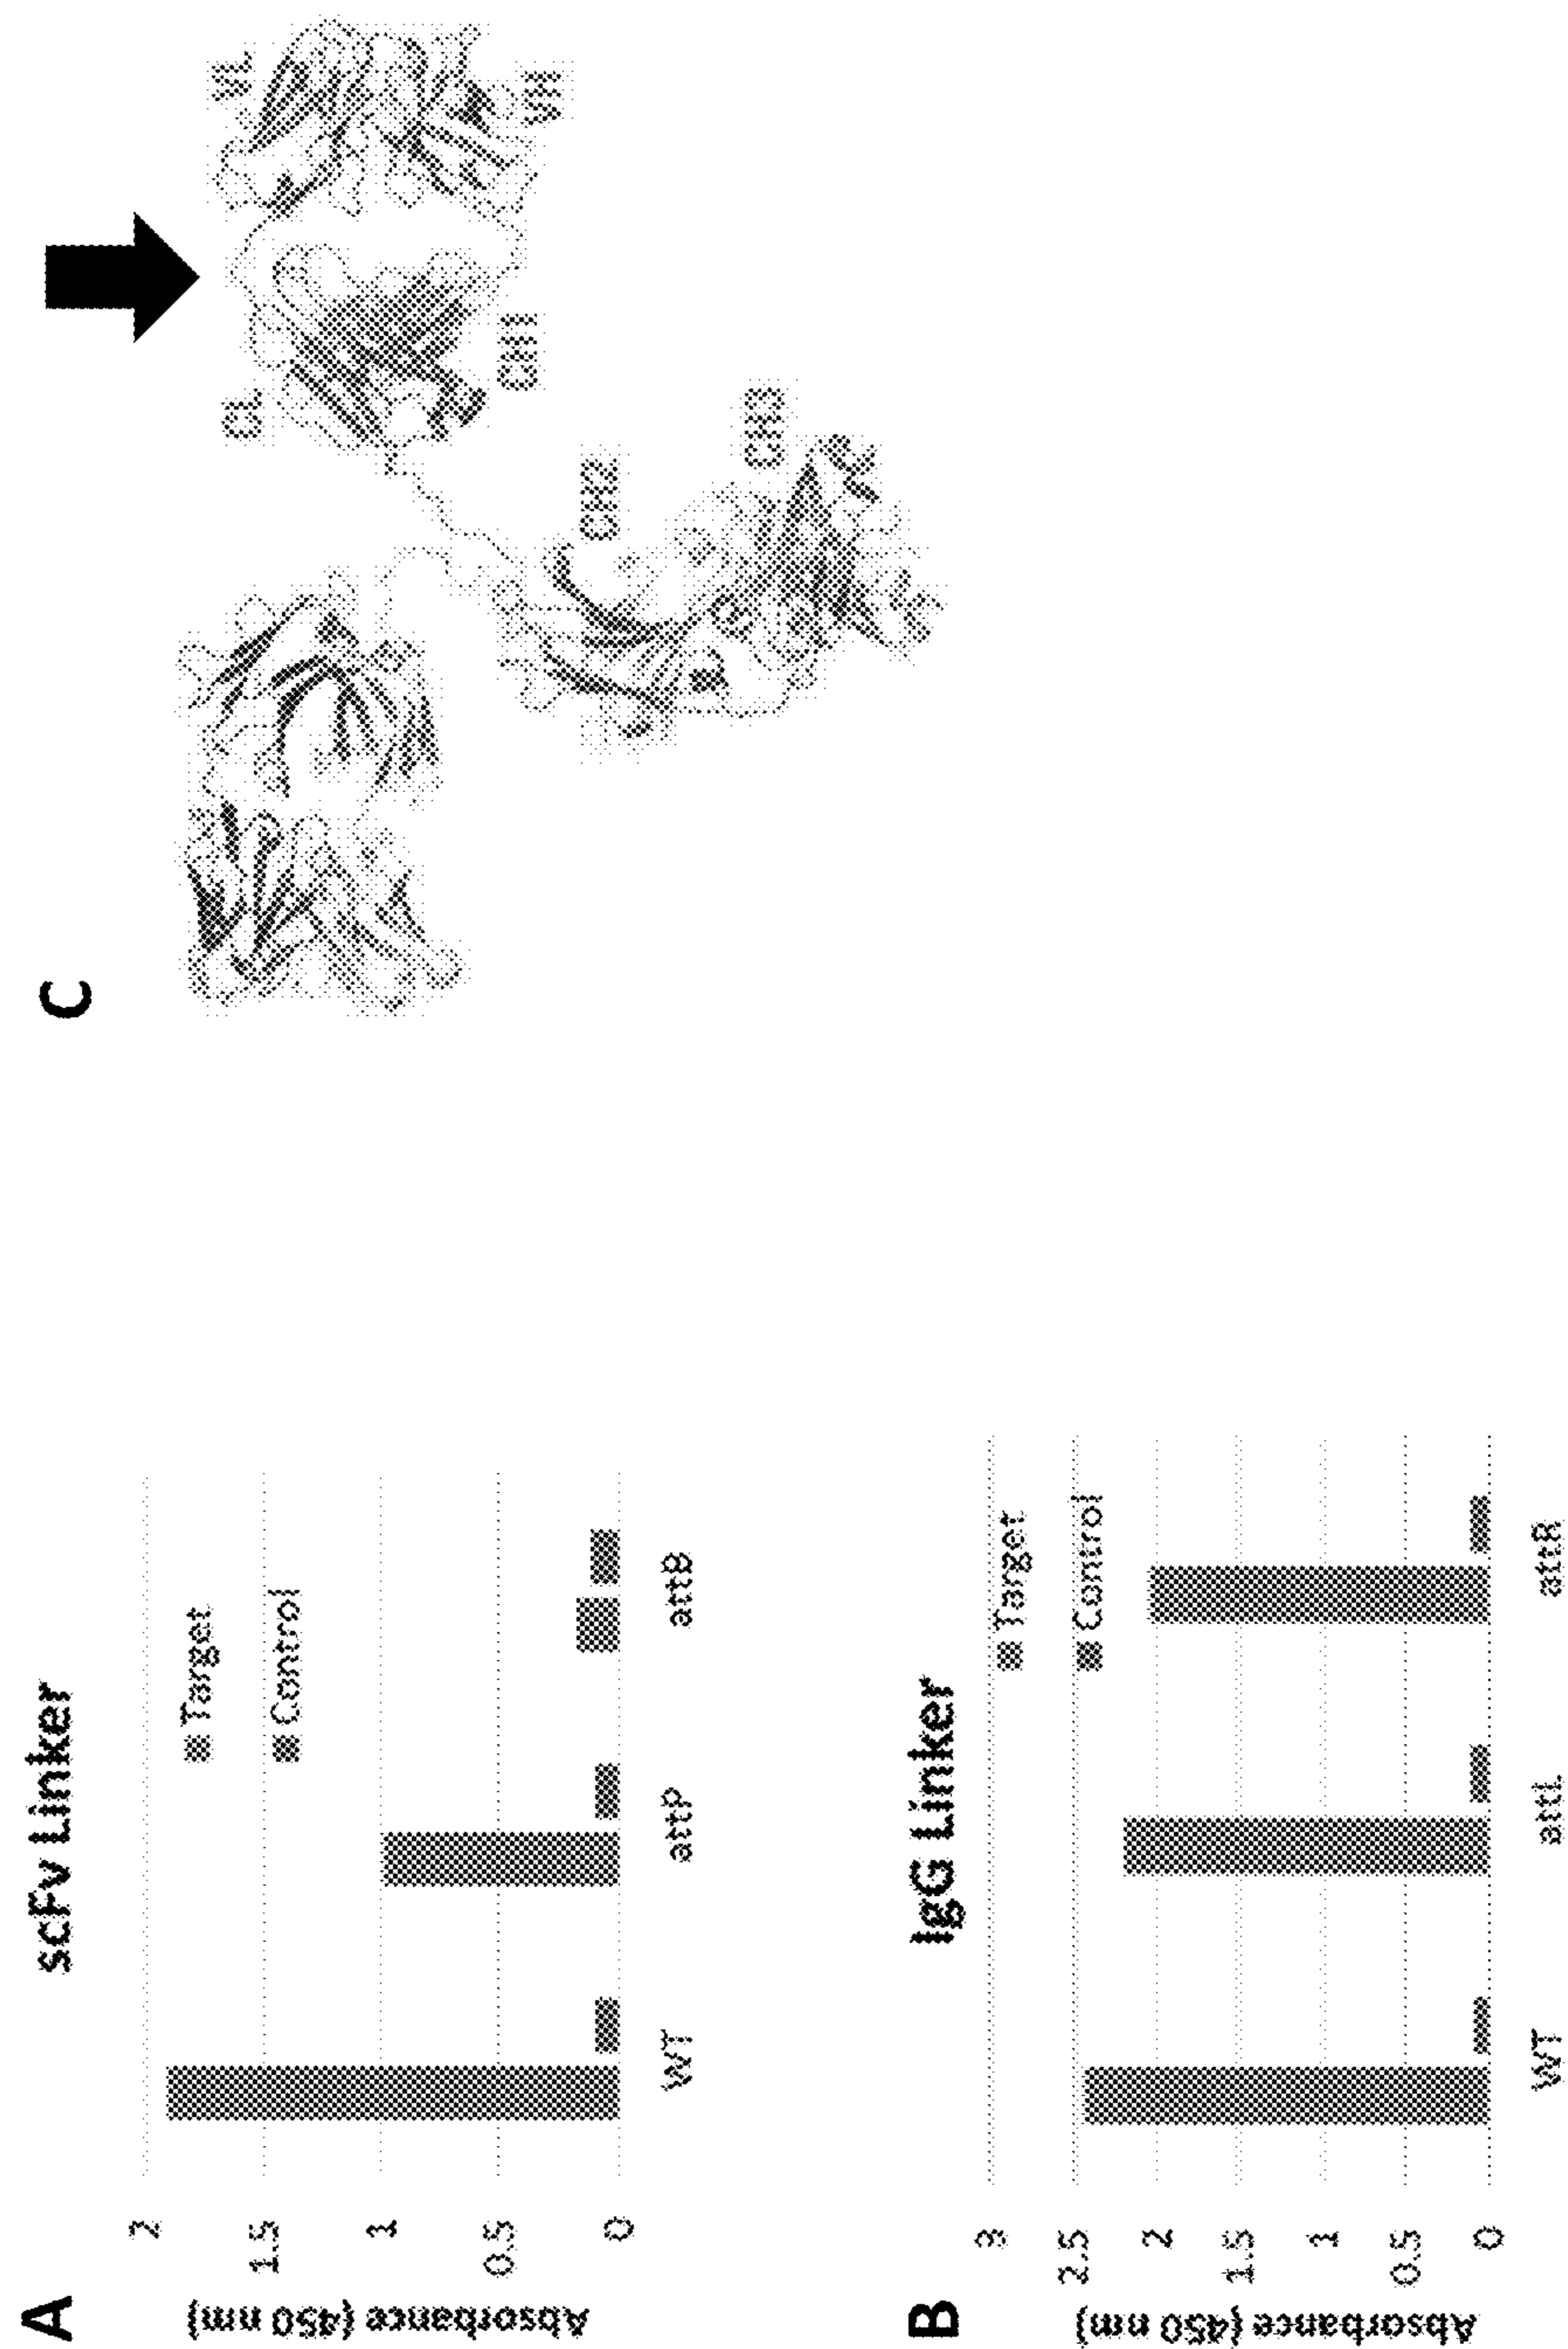 A
scFv Linker
Absorbance (450 nm)
2
1.5
1
0.5
0
Target
Control
WT
attP
attB
B
IgG Linker
Absorbance (450 nm)
3
2.5
2
1.5
1
0.5
0
Target
Control
WT
attL
attR
C
VL
VH
CL
CH1
CH2
CH3